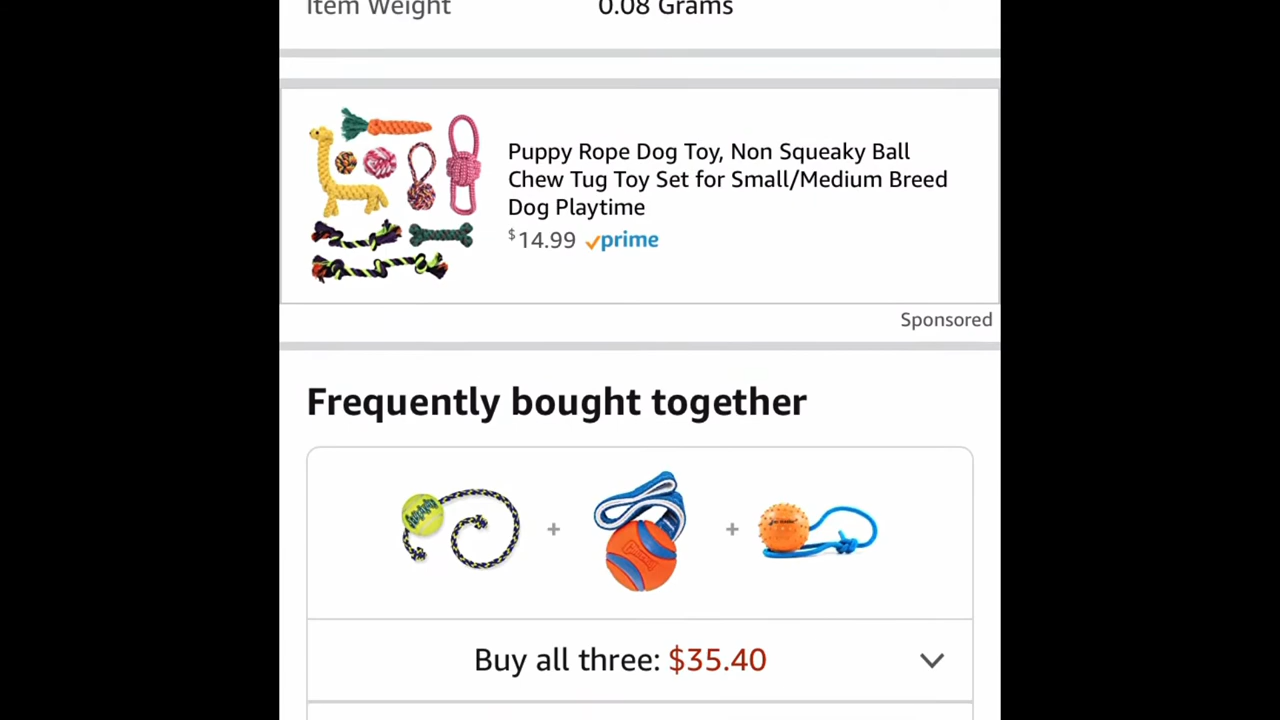 Item Weight 0.08 Grams
Puppy Rope Dog Toy, Non Squeaky Ball
Chew Tug Toy Set for Small/Medium Breed
Dog Playtime
$14.99 prime
Sponsored
Frequently bought together
+ +
Buy all three: $35.40